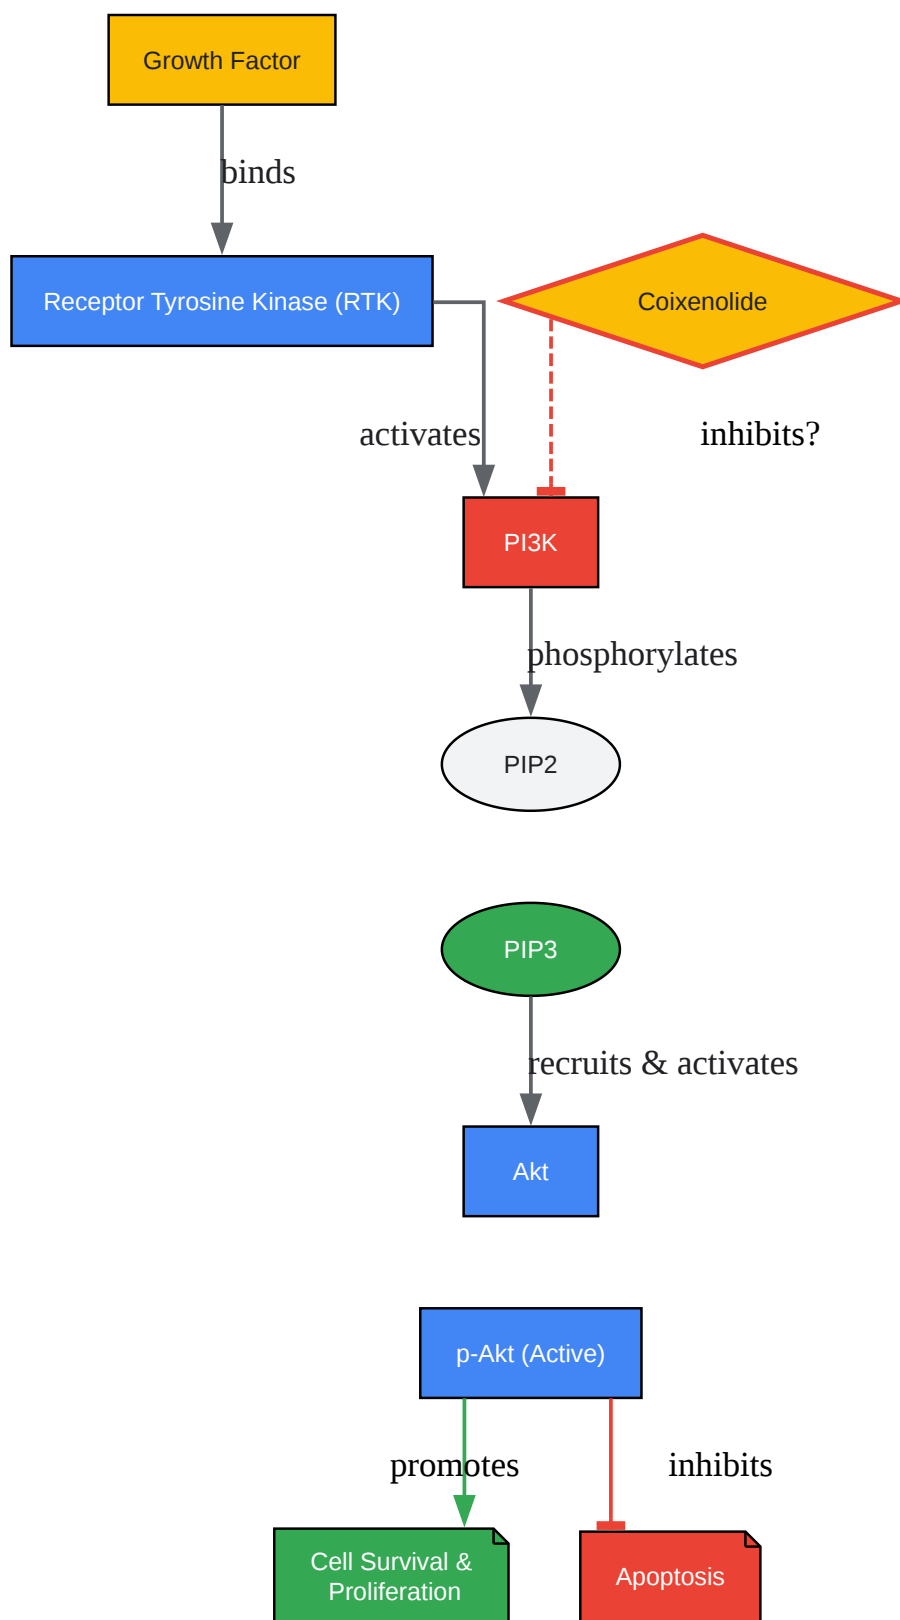 Growth Factor
binds
Receptor Tyrosine Kinase (RTK)
Coixenolide
activates
inhibits?
PI3K
phosphorylates
PIP2
PIP3
recruits & activates
Akt
p-Akt (Active)
promotes
inhibits
Cell Survival &
Proliferation
Apoptosis